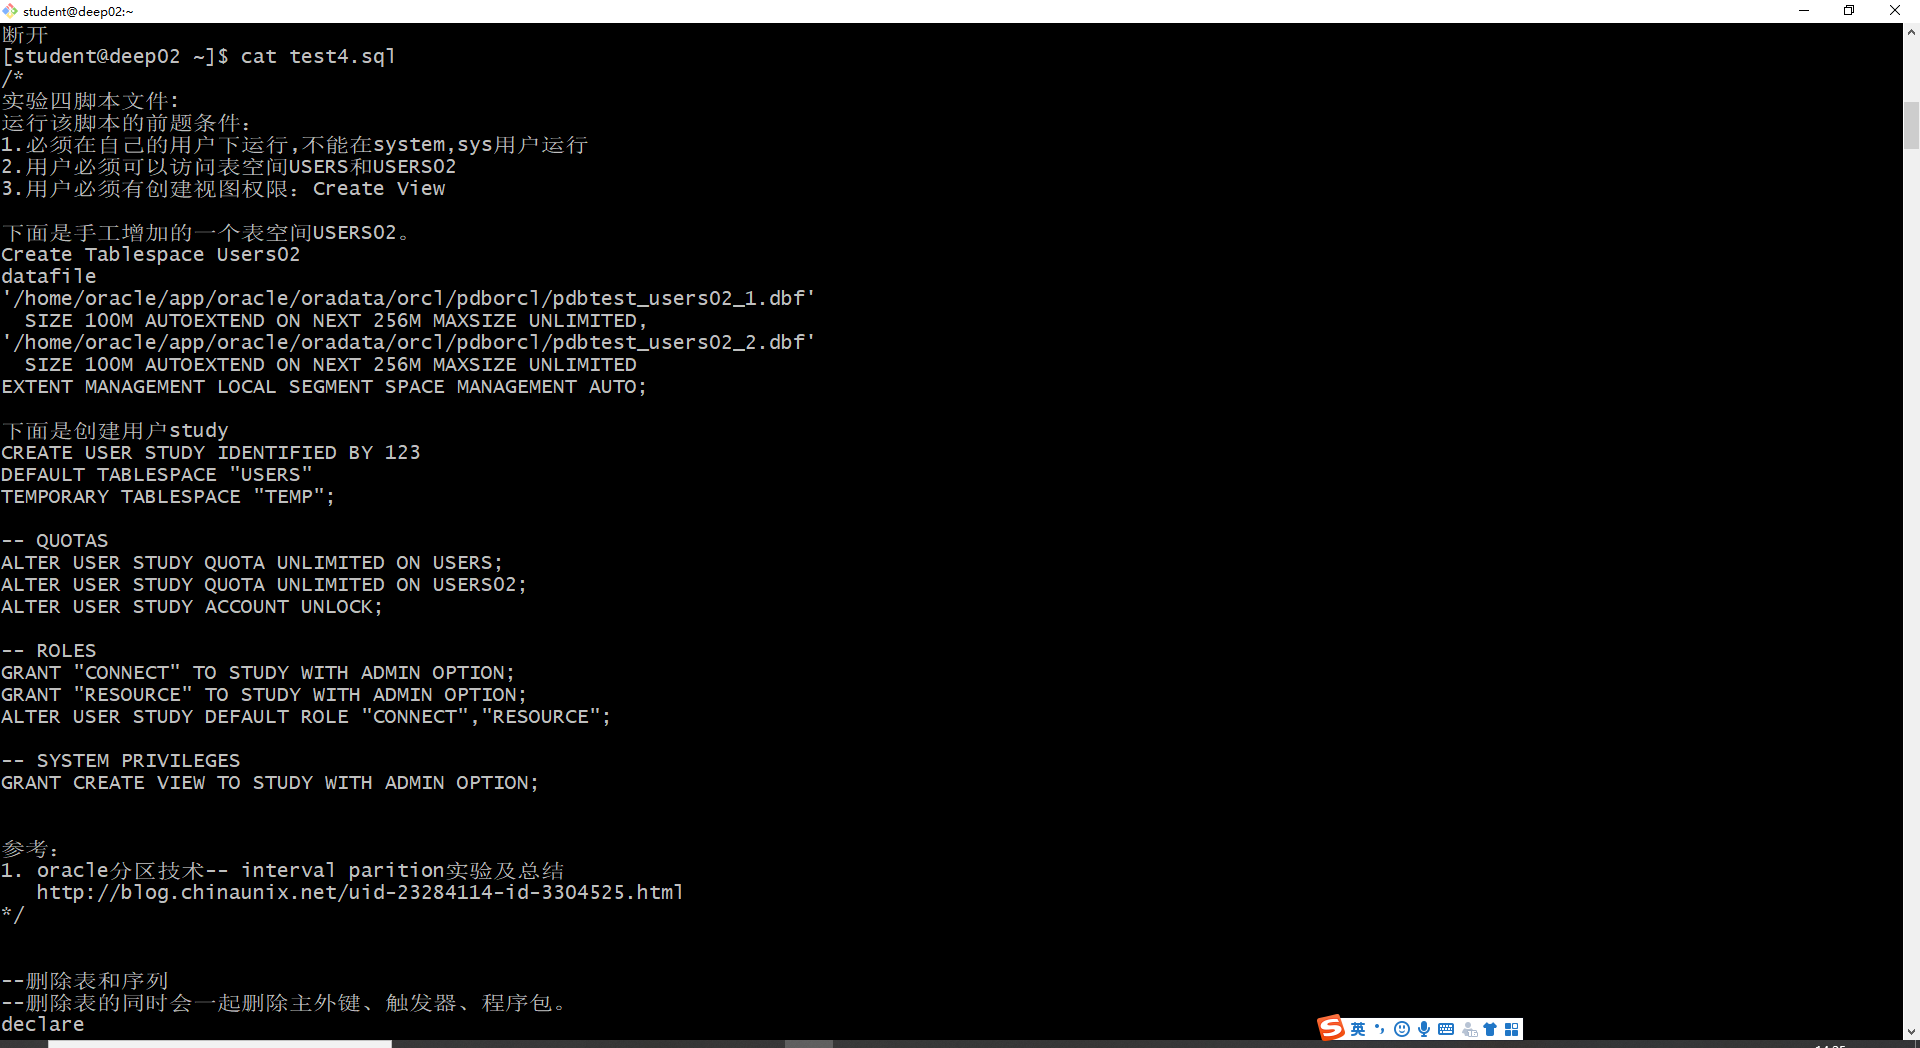 student@deep02:~
断开
[student@deep02 ~]$ cat test4.sql
/*
实验四脚本文件:
运行该脚本的前题条件:
1.必须在自己的用户下运行,不能在system,sys用户运行
2.用户必须可以访问表空间USERS和USERS02
3.用户必须有创建视图权限: Create View
下面是手工增加的一个表空间USERS02。
Create Tablespace Users02
datafile
'/home/oracle/app/oracle/oradata/orcl/pdborcl/pdbtest_users02_1.dbf'
  SIZE 100M AUTOEXTEND ON NEXT 256M MAXSIZE UNLIMITED,
'/home/oracle/app/oracle/oradata/orcl/pdborcl/pdbtest_users02_2.dbf'
  SIZE 100M AUTOEXTEND ON NEXT 256M MAXSIZE UNLIMITED
EXTENT MANAGEMENT LOCAL SEGMENT SPACE MANAGEMENT AUTO;
下面是创建用户study
CREATE USER STUDY IDENTIFIED BY 123
DEFAULT TABLESPACE "USERS"
TEMPORARY TABLESPACE "TEMP";
-- QUOTAS
ALTER USER STUDY QUOTA UNLIMITED ON USERS;
ALTER USER STUDY QUOTA UNLIMITED ON USERS02;
ALTER USER STUDY ACCOUNT UNLOCK;
-- ROLES
GRANT "CONNECT" TO STUDY WITH ADMIN OPTION;
GRANT "RESOURCE" TO STUDY WITH ADMIN OPTION;
ALTER USER STUDY DEFAULT ROLE "CONNECT","RESOURCE";
-- SYSTEM PRIVILEGES
GRANT CREATE VIEW TO STUDY WITH ADMIN OPTION;
参考:
1. oracle分区技术-- interval parition实验及总结
   http://blog.chinaunix.net/uid-23284114-id-3304525.html
*/
--删除表和序列
--删除表的同时会一起删除主外键、触发器、程序包。
declare
英